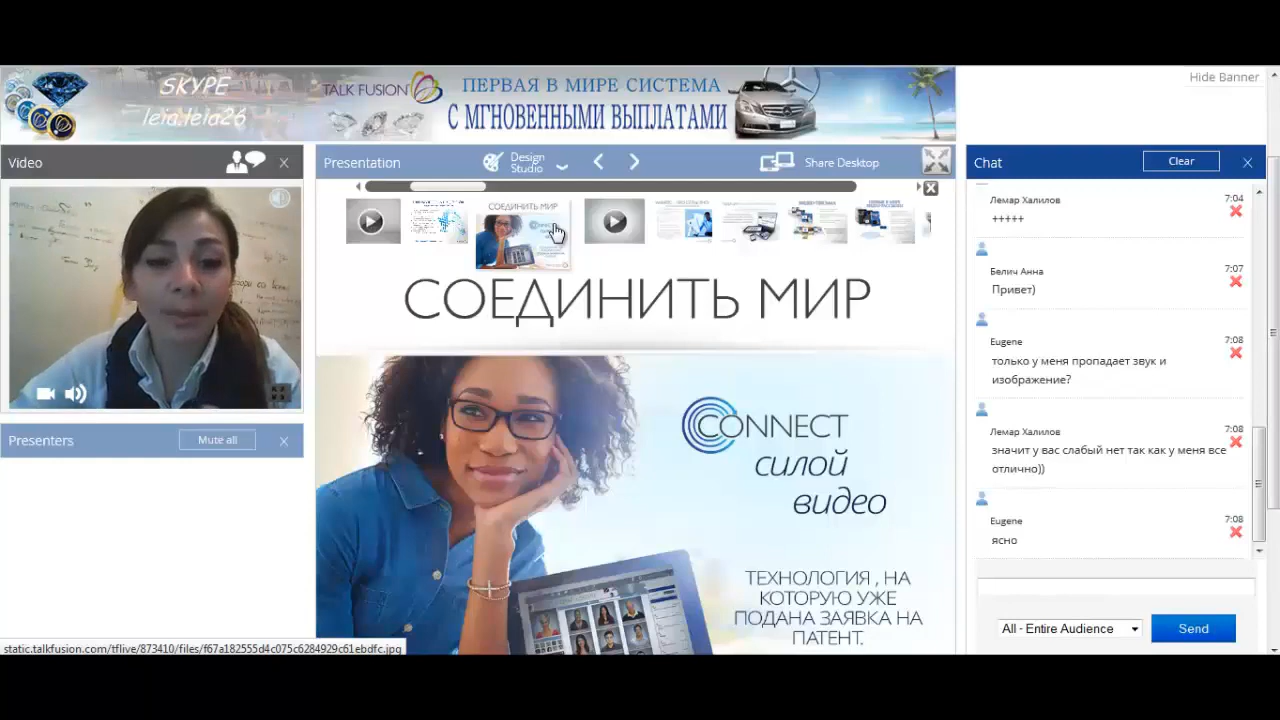 SKYPE
leia.leia26
TALK FUSION
ПЕРВАЯ В МИРЕ СИСТЕМА
С МГНОВЕННЫМИ ВЫПЛАТАМИ
Hide Banner
Video
Presentation
Design
Studio
Share Desktop
Chat
Clear
СОЕДИНИТЬ МИР
СОЕДИНИТЬ МИР
CONNECT
силой
видео
ТЕХНОЛОГИЯ , НА
КОТОРУЮ УЖЕ
ПОДАНА ЗАЯВКА НА
ПАТЕНТ.
Presenters
Mute all
Лемар Халилов
7:04
+++++
Белич Анна
7:07
Привет)
Eugene
7:08
только у меня пропадает звук и
изображение?
Лемар Халилов
7:08
значит у вас слабый нет так как у меня все
отлично))
Eugene
7:08
ясно
All - Entire Audience
Send
static.talkfusion.com/tflive/873410/files/f67a182555d4c075c6284929c61ebdfc.jpg